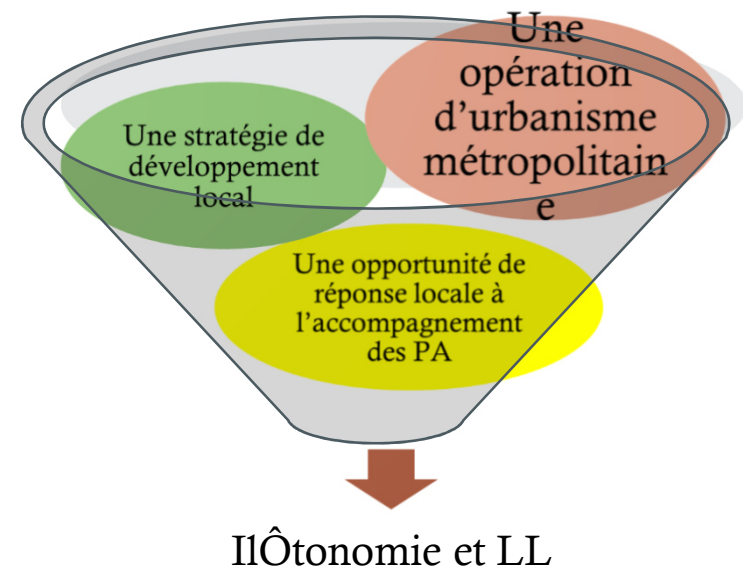 Une
opération
d'urbanisme
métropolitain
e
Une stratégie de
développement
local
Une opportunité de
réponse locale à
l'accompagnement
des PA
IlÔtonomie et LL